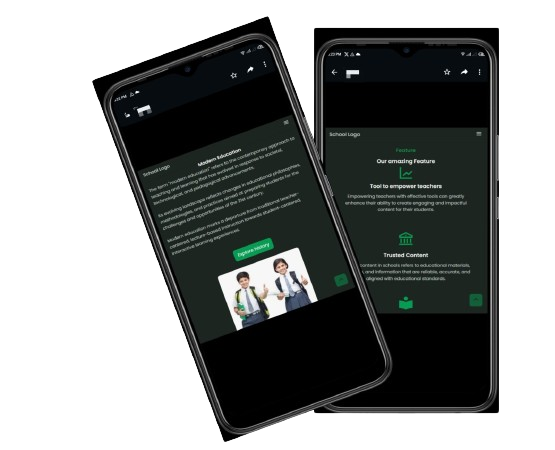 School Logo
Modern Education
The term "modern education" refers to the contemporary approach to
teaching and learning that has evolved in response to societal,
technological, and pedagogical advancements.
Its evolving landscape reflects changes in educational philosophies,
methodologies, and practices aimed at preparing students for the
challenges and opportunities of the 21st century.
Modern education marks a departure from traditional teacher-
centered, lecture-based instruction towards student-centered,
interactive learning experiences.
School Logo
Feature
Our amazing Feature
Tool to empower teachers
Empowering teachers with effective tools can greatly
enhance their ability to create engaging and impactful
content for their students.
Trusted Content
content in schools refers to educational materials,
and information that are reliable, accurate, and
aligned with educational standards.